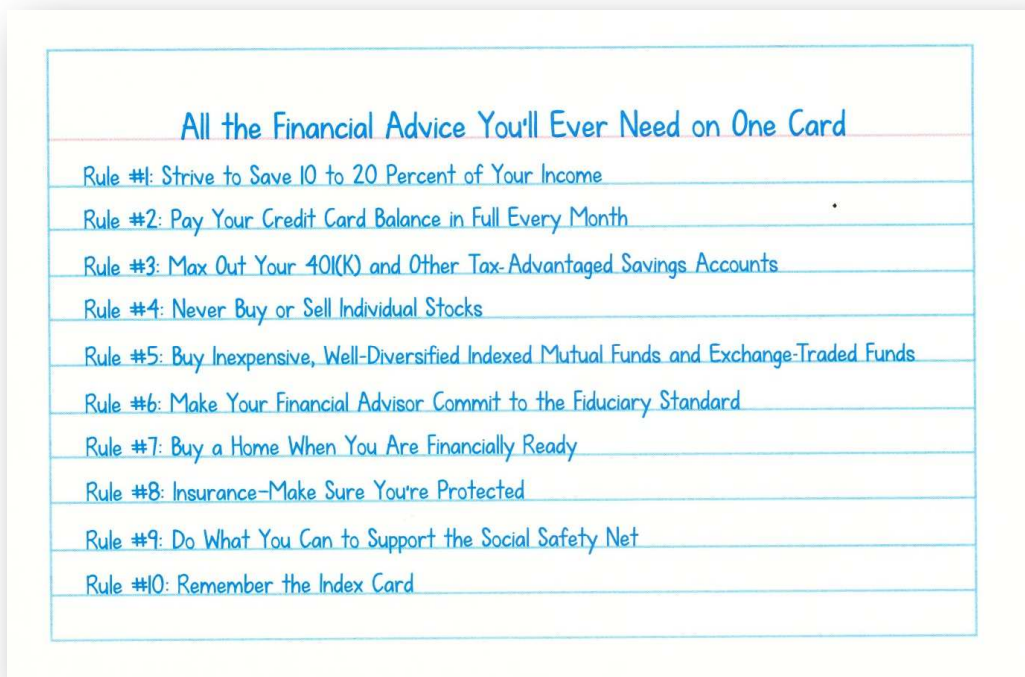 All the Financial Advice You'll Ever Need on One Card
Rule #1: Strive to Save 10 to 20 Percent of Your Income
Rule #2: Pay Your Credit Card Balance in Full Every Month
Rule #3: Max Out Your 401(K) and Other Tax-Advantaged Savings Accounts
Rule #4: Never Buy or Sell Individual Stocks
Rule #5: Buy Inexpensive, Well-Diversified Indexed Mutual Funds and Exchange-Traded Funds
Rule #6: Make Your Financial Advisor Commit to the Fiduciary Standard
Rule #7: Buy a Home When You Are Financially Ready
Rule #8: Insurance–Make Sure You're Protected
Rule #9: Do What You Can to Support the Social Safety Net
Rule #10: Remember the Index Card